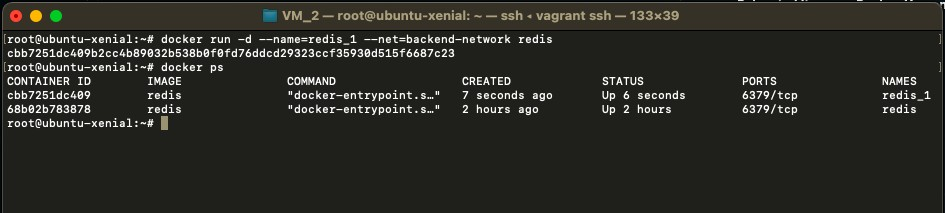 VM_2 — root@ubuntu-xenial: ~ — ssh ◂ vagrant ssh — 133×39
[root@ubuntu-xenial:~# docker run -d --name=redis_1 --net=backend-network redis ]
cbb7251dc409b2cc4b89032b538b0f0fd76ddcd29323ccf35930d515f6687c23
[root@ubuntu-xenial:~# docker ps ]
CONTAINER ID IMAGE COMMAND CREATED STATUS PORTS NAMES
cbb7251dc409 redis "docker-entrypoint.s…" 7 seconds ago Up 6 seconds 6379/tcp redis_1
68b02b783878 redis "docker-entrypoint.s…" 2 hours ago Up 2 hours 6379/tcp redis
root@ubuntu-xenial:~#